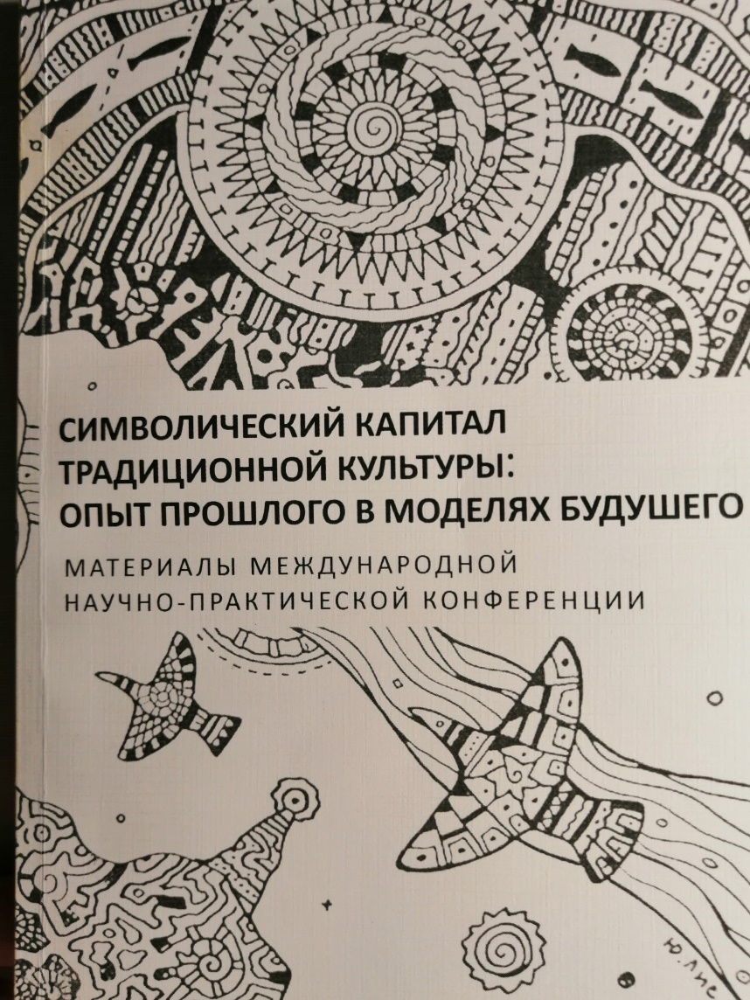 СИМВОЛИЧЕСКИЙ КАПИТАЛ
ТРАДИЦИОННОЙ КУЛЬТУРЫ:
ОПЫТ ПРОШЛОГО В МОДЕЛЯХ БУДУШЕГО
МАТЕРИАЛЫ МЕЖДУНАРОДНОЙ
НАУЧНО-ПРАКТИЧЕСКОЙ КОНФЕРЕНЦИИ
Ю.Лис